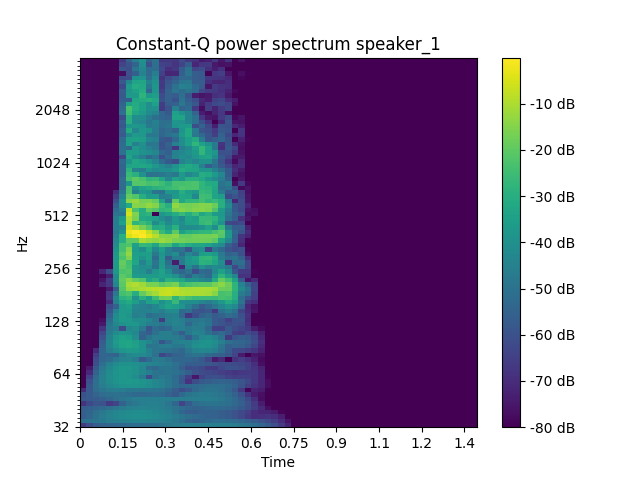 Constant-Q power spectrum speaker_1
Hz
2048
1024
512
256
128
64
32
0 0.15 0.3 0.45 0.6 0.75 0.9 1.1 1.2 1.4
Time
-10 dB
-20 dB
-30 dB
-40 dB
-50 dB
-60 dB
-70 dB
-80 dB